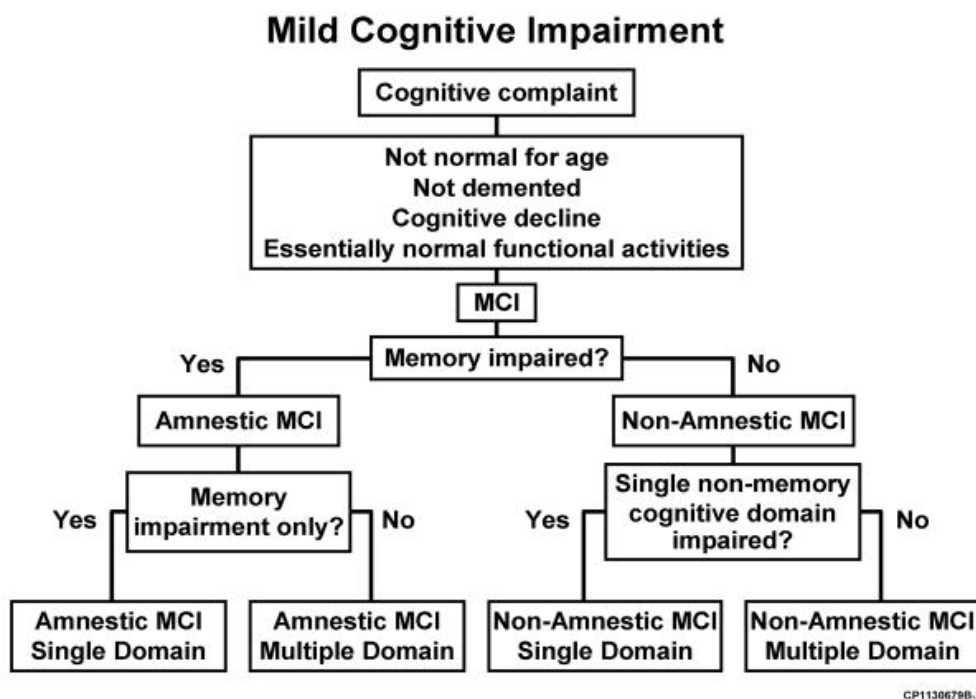 Mild Cognitive Impairment
Cognitive complaint
Not normal for age
Not demented
Cognitive decline
Essentially normal functional activities
MCI
Memory impaired?
Yes
No
Amnestic MCI
Non-Amnestic MCI
Memory
impairment only?
Yes
No
Single non-memory
cognitive domain
impaired?
Yes
No
Amnestic MCI
Single Domain
Amnestic MCI
Multiple Domain
Non-Amnestic MCI
Single Domain
Non-Amnestic MCI
Multiple Domain